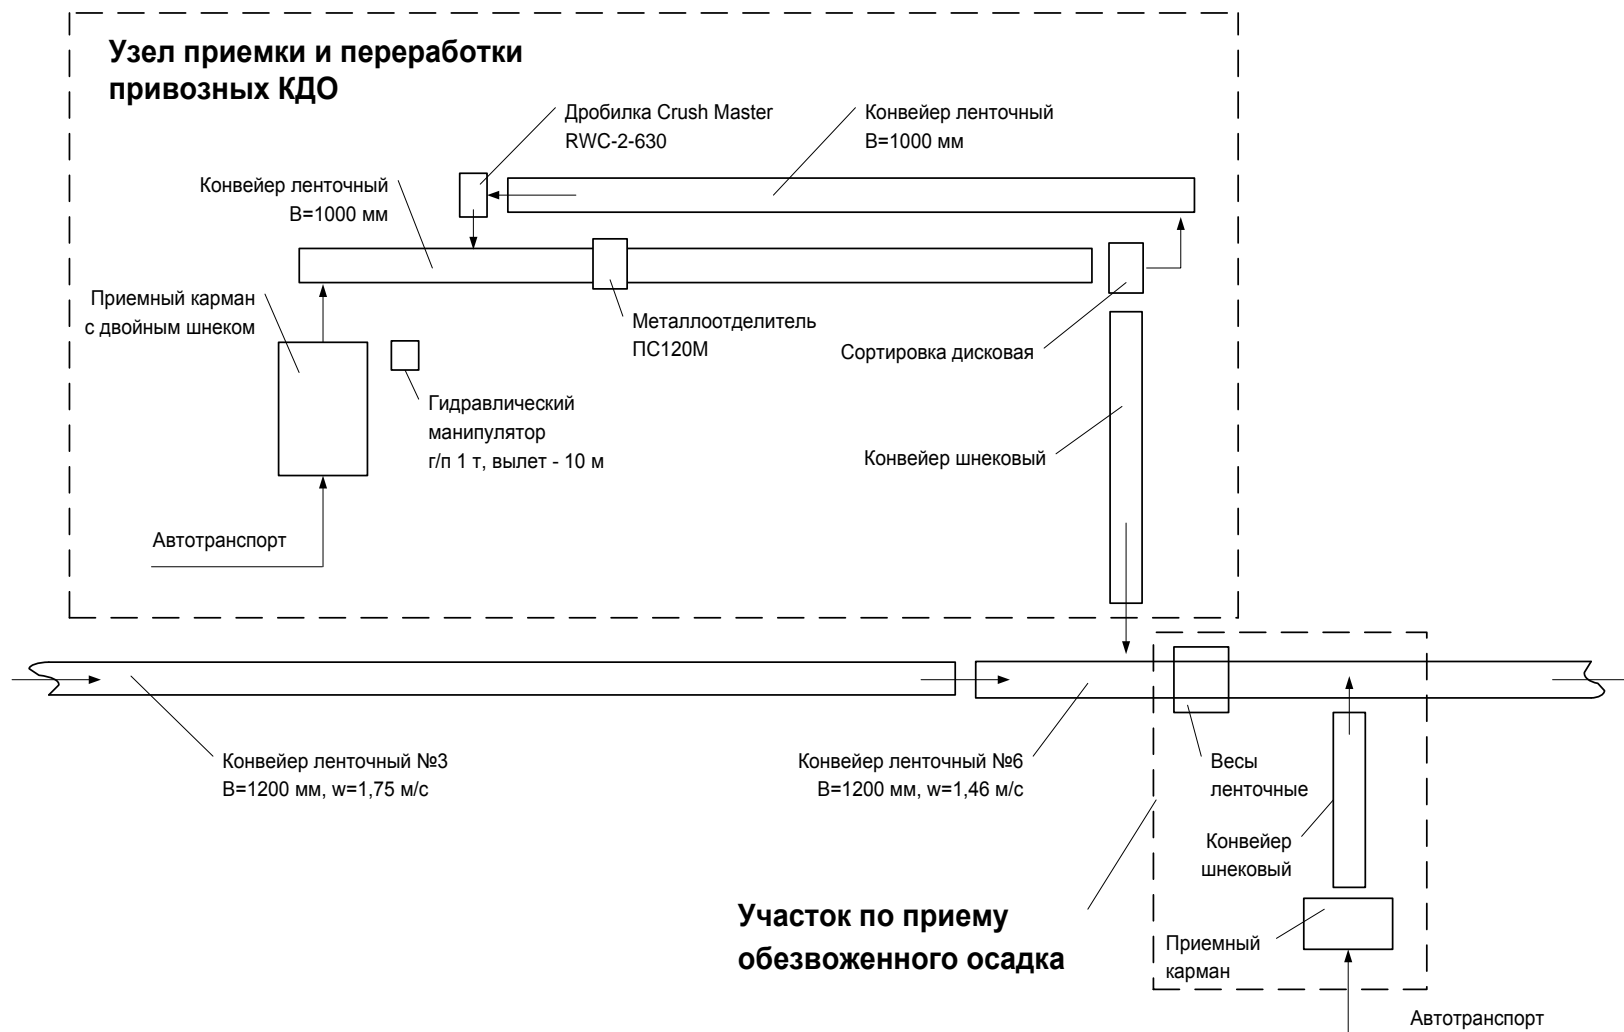 Узел приемки и переработки
привозных КДО
Дробилка Crush Master
RWC-2-630
Конвейер ленточный
В=1000 мм
Конвейер ленточный
В=1000 мм
Приемный карман
с двойным шнеком
Металлоотделитель
ПС120М
Сортировка дисковая
Гидравлический
манипулятор
г/п 1 т, вылет - 10 м
Конвейер шнековый
Автотранспорт
Конвейер ленточный №3
В=1200 мм, w=1,75 м/с
Конвейер ленточный №6
В=1200 мм, w=1,46 м/с
Весы
ленточные
Конвейер
шнековый
Участок по приему
обезвоженного осадка
Приемный
карман
Автотранспорт